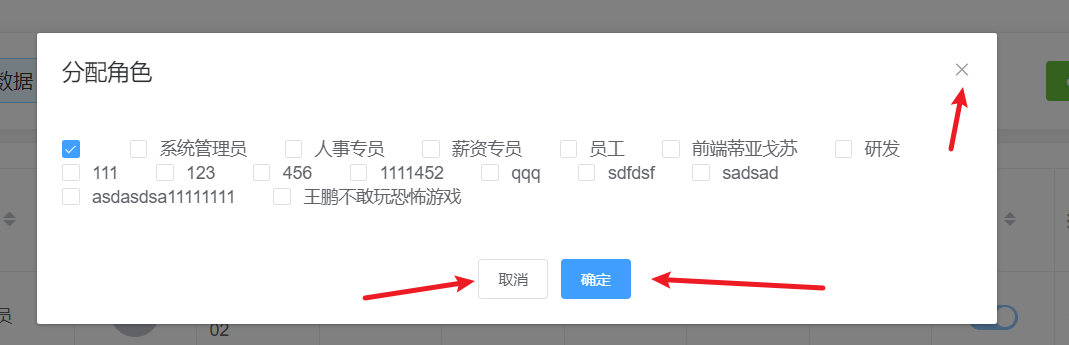 数据
分配角色
系统管理员 人事专员 薪资专员 员工 前端蒂亚戈苏 研发
111 123 456 1111452 qqq sdfdsf sadsad
asdasdsa11111111 王鹏不敢玩恐怖游戏
取消 确定
员
02